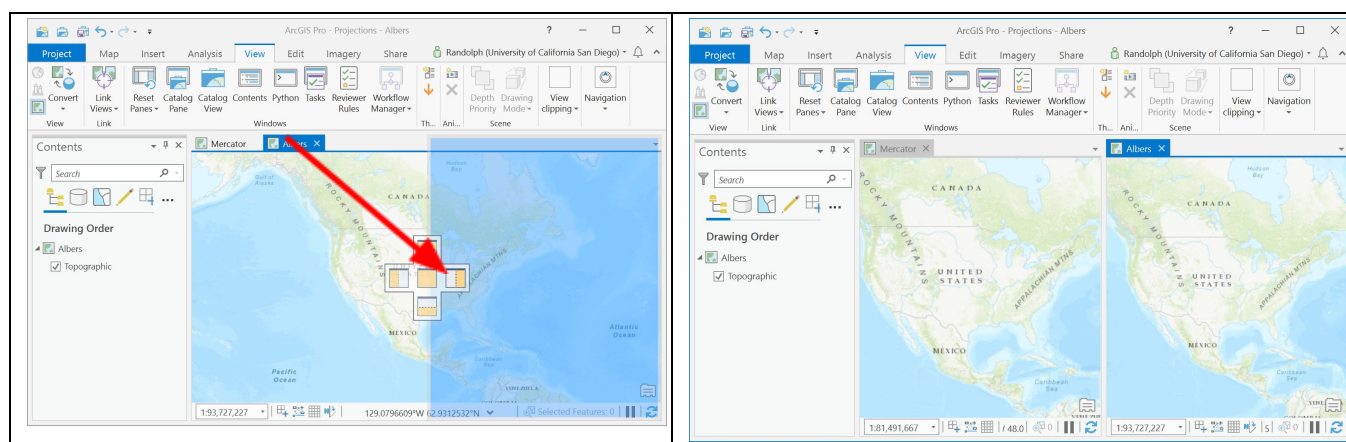 ArcGIS Pro - Projections - Albers
?
Project Map Insert Analysis View Edit Imagery Share Randolph (University of California San Diego)
Convert Link Views Reset Panes Catalog Pane Catalog View Contents Python Tasks Reviewer Rules Workflow Manager Depth Priority Drawing Mode View clipping Navigation
View Link Windows Th... Ani... Scene
Contents
Mercator Albers
Search
...
Drawing Order
Albers
Topographic
Gulf of Alaska
Hudson Bay
CANADA
ROCKY MOUNTAINS
APPALACHIAN MTNS
MEXICO
Atlantic Ocean
Pacific Ocean
Caribbean Sea
1:93,727,227 129.0796609°W 62.9312532°N Selected Features: 0
ArcGIS Pro - Projections - Albers
?
Project Map Insert Analysis View Edit Imagery Share Randolph (University of California San Diego)
Convert Link Views Reset Panes Catalog Pane Catalog View Contents Python Tasks Reviewer Rules Workflow Manager Depth Priority Drawing Mode View clipping Navigation
View Link Windows Th... Ani... Scene
Contents
Search
...
Drawing Order
Albers
Topographic
Mercator
CANADA
ROCKY MOUNTAINS
UNITED STATES
APPALACHIAN MTNS
MEXICO
Caribbean Sea
1:81,491,667 0
Albers
Hudson Bay
CANADA
ROCKY MOUNTAINS
UNITED STATES
APPALACHIAN MTNS
MEXICO
Caribbean Sea
1:93,727,227 0